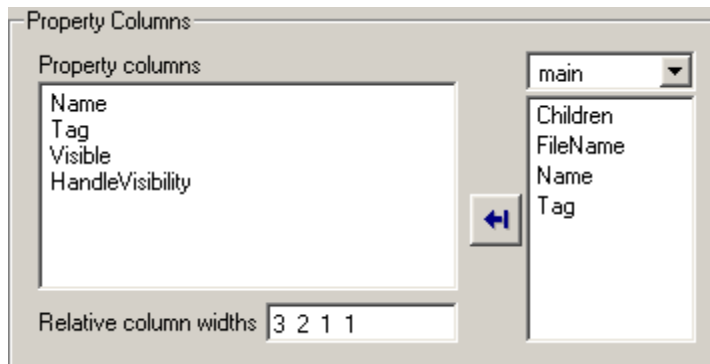 Property Columns
Property columns
Name
Tag
Visible
HandleVisibility
main
Children
FileName
Name
Tag
Relative column widths 3 2 1 1